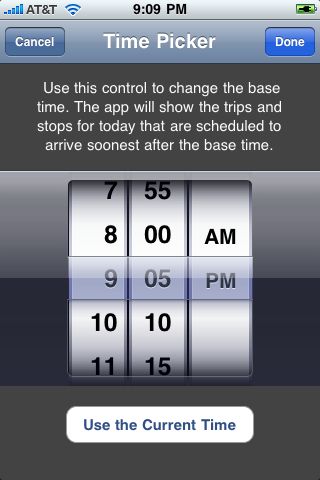 AT&T 9:09 PM
Cancel Time Picker Done
Use this control to change the base
time. The app will show the trips and
stops for today that are scheduled to
arrive soonest after the base time.
7 55
8 00 AM
9 05 PM
10 10
11 15
Use the Current Time